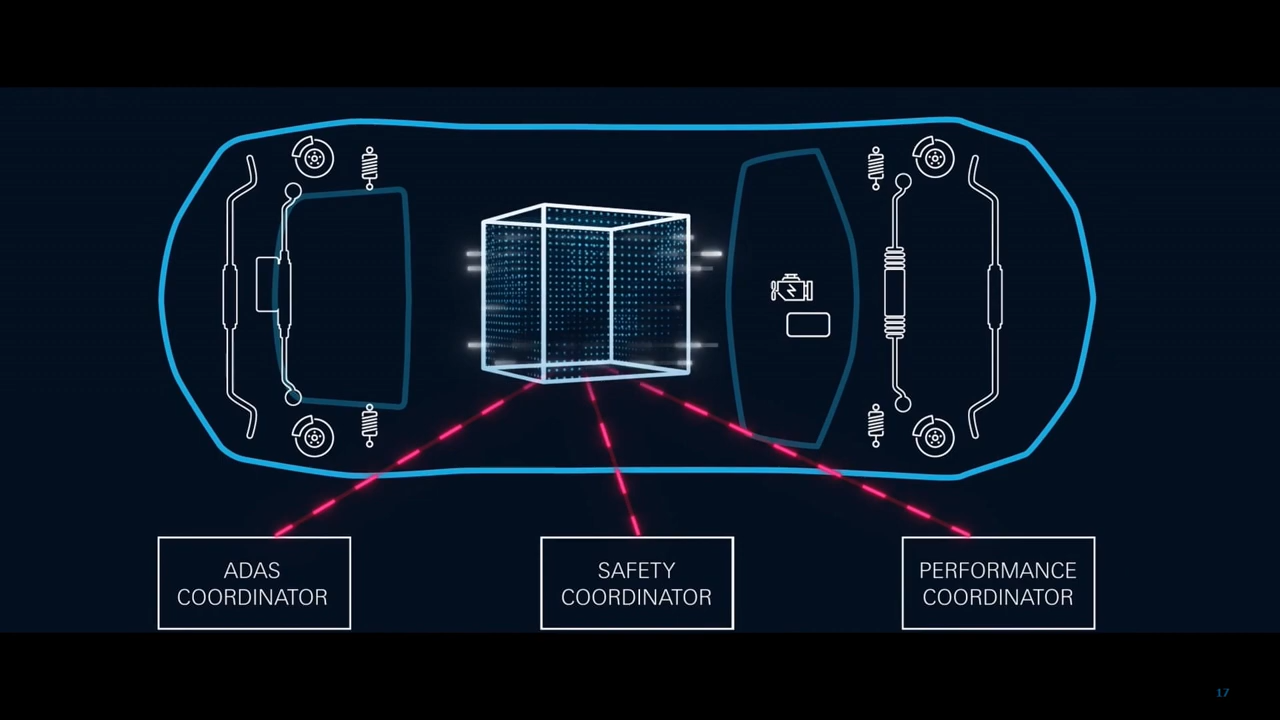 ADAS
COORDINATOR
SAFETY
COORDINATOR
PERFORMANCE
COORDINATOR
17